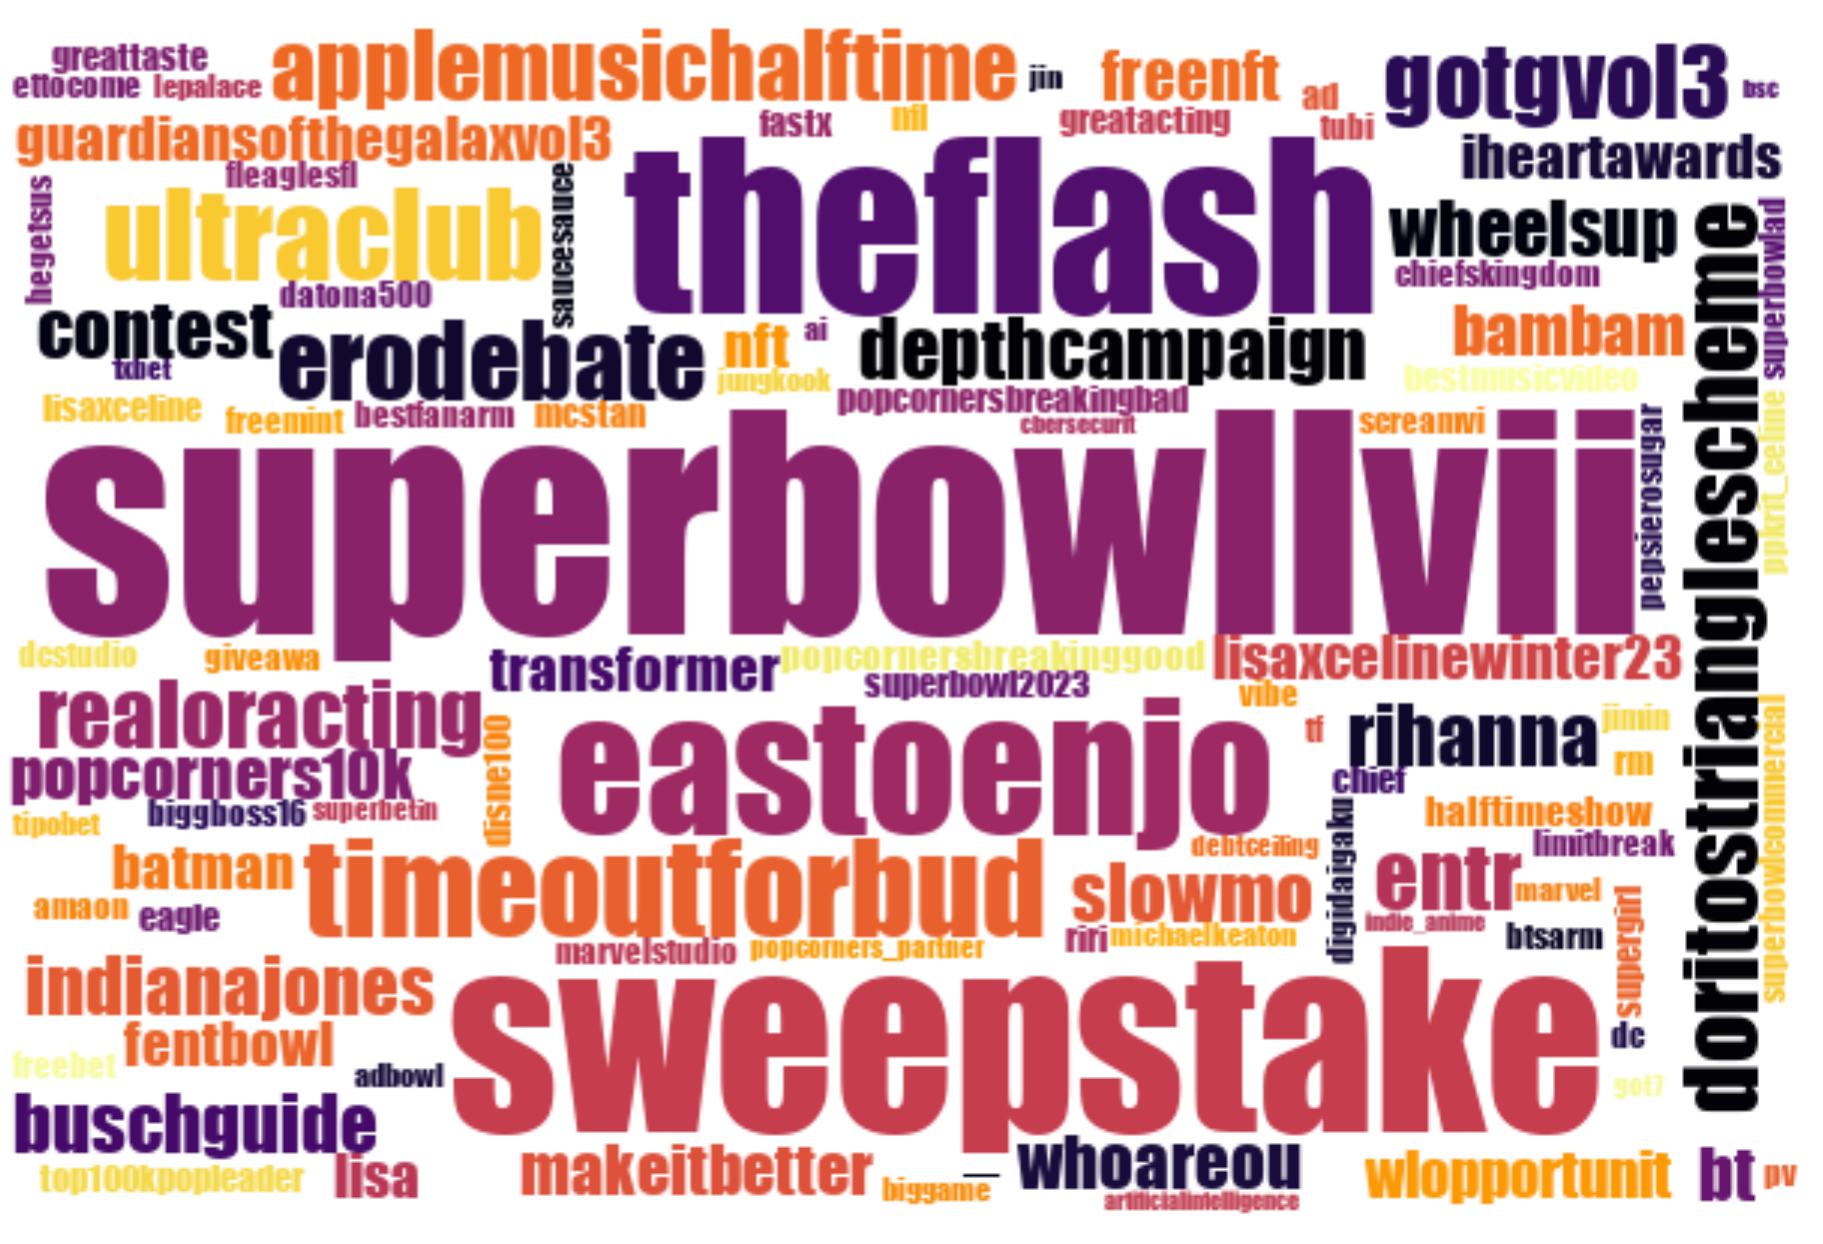 greattaste
ettocome
lepalace
applemusichalftime
jin
freenft
ad
gotgvol3
bsc
guardiansofthegalaxvol3
fastx
nfl
greatacting
tubi
iheartawards
fleaglesfl
hegetsus
ultraclub
saucesauce
theflash
wheelsup
superbowlad
datona500
chiefskingdom
contest
txbet
erodebate
nft
ai
depthcampaign
bambam
jungkook
bestmusicvideo
lisaxceline
freemint
bestfanarm
mcstan
popcornersbreakingbad
cbersecurit
screamvi
ppkrit_celine
superbowllvii
pepsierosugar
doritostrianglescheme
dcstudio
giveawa
transformer
popcornersbreakinggood
lisaxcelinewinter23
superbowl2023
vibe
realoracting
disne100
eastoenjo
tf
rihanna
jimin
rm
popcorners10k
chief
superbowlcommercial
tipobet
biggboss16
superbetin
digidaigaku
halftimeshow
debtceiling
limitbreak
batman
timeoutforbud
slowmo
entr
marvel
amaon
eagle
indie_anime
supergirl
marvelstudio
popcorners_partner
riri
michaelkeaton
btsarm
indianajones
sweepstake
fentbowl
dc
freebet
adbowl
got7
buschguide
makeitbetter
whoareou
wlopportunit
bt
pv
top100kpopleader
lisa
biggame
artificialintelligence